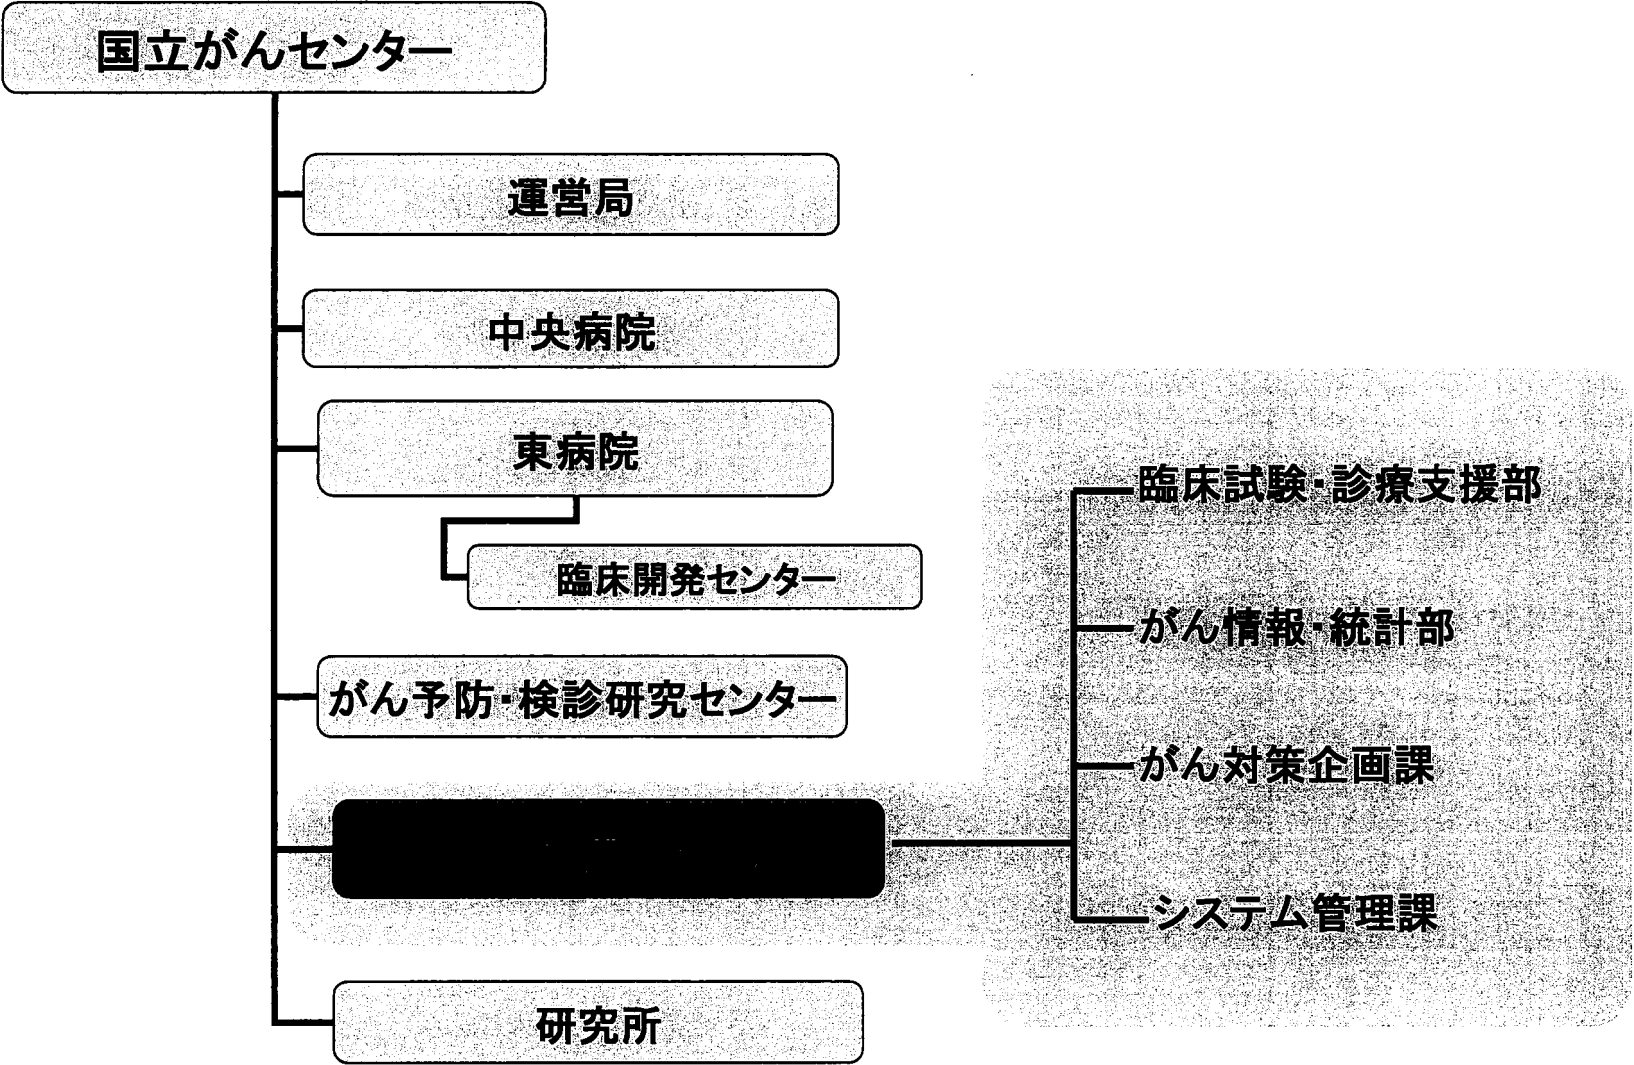 国立がんセンター
運営局
中央病院
東病院
臨床開発センター
がん予防・検診研究センター
研究所
臨床試験・診療支援部
がん情報・統計部
がん対策企画課
システム管理課